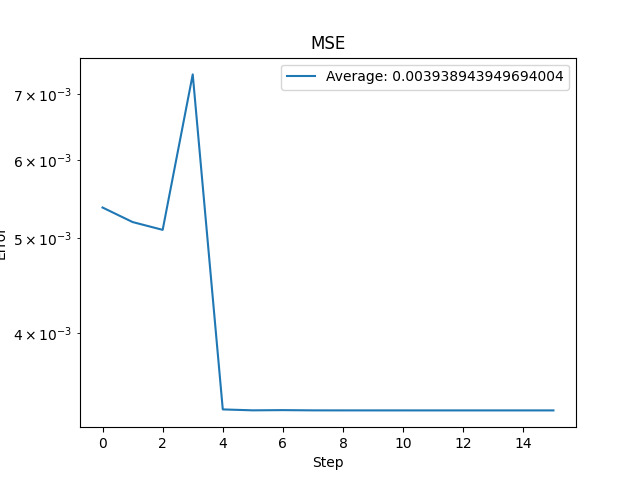 MSE
Average: 0.003938943949694004
7 × 10⁻³
6 × 10⁻³
5 × 10⁻³
4 × 10⁻³
0 2 4 6 8 10 12 14
Step